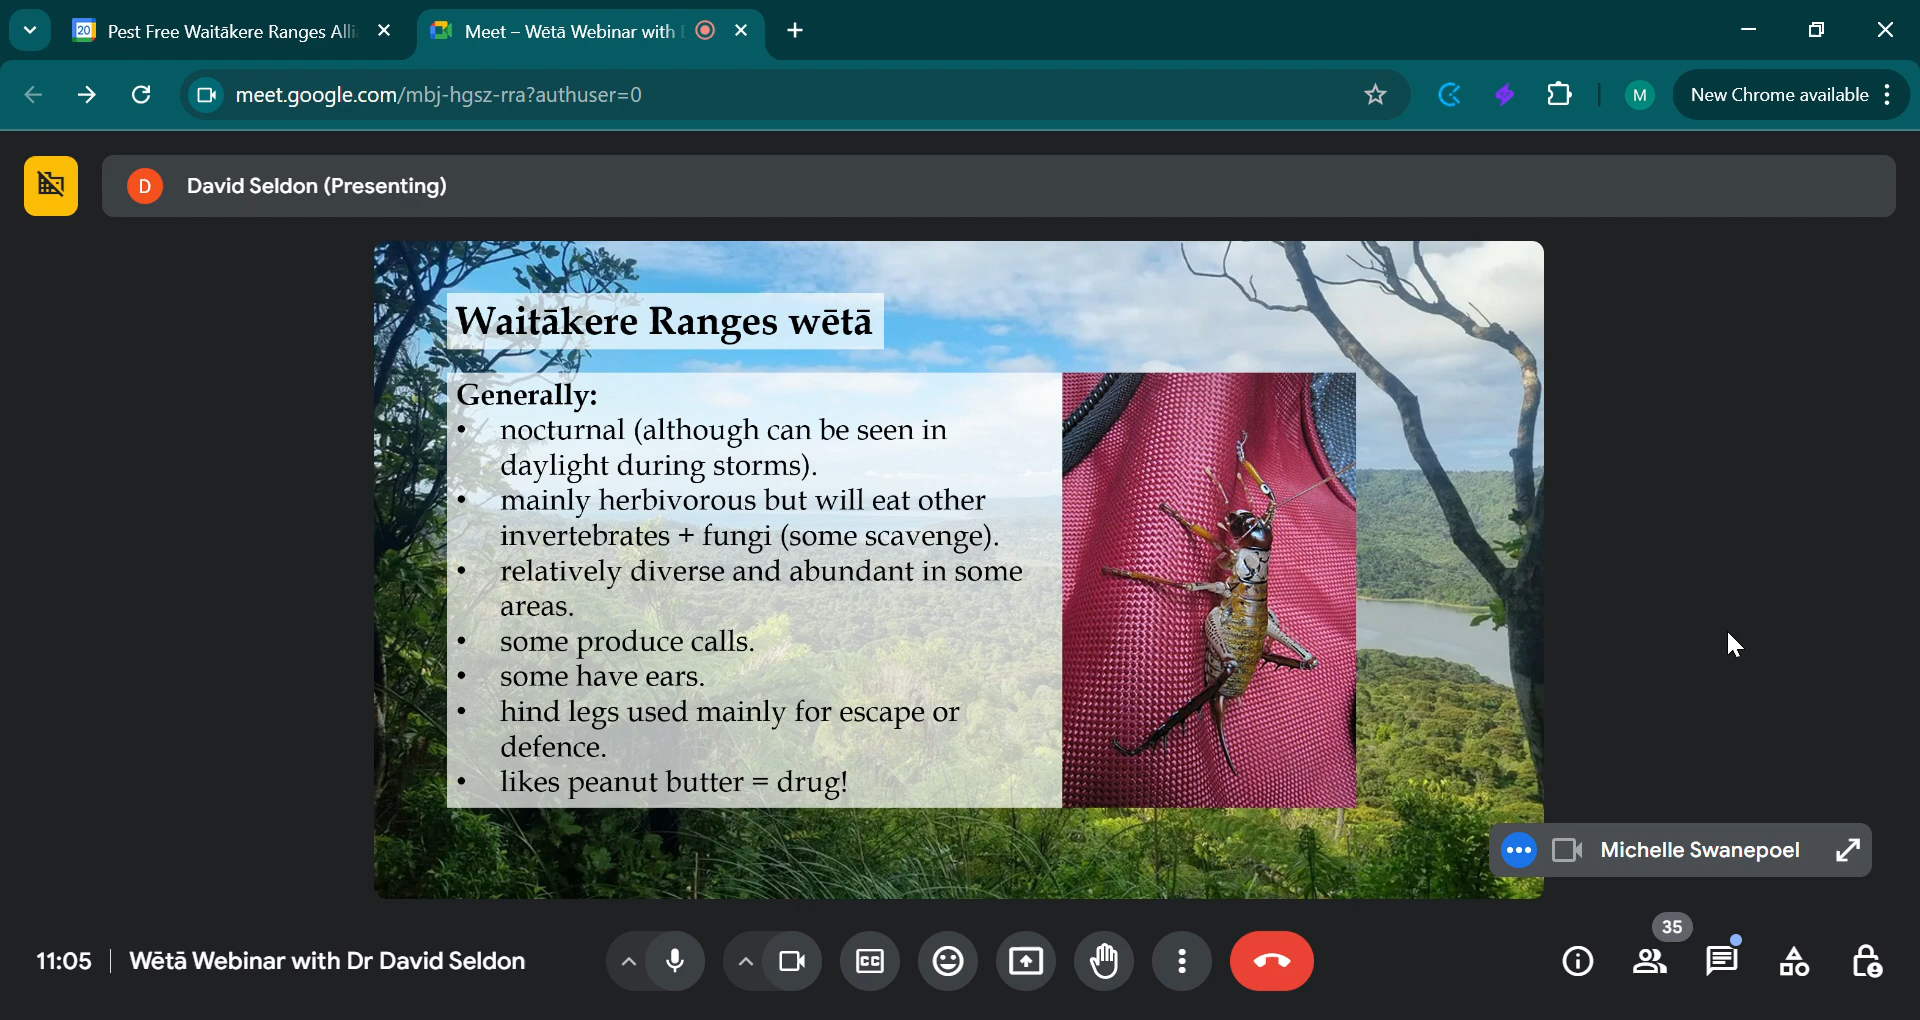 20
Pest Free Waitākere Ranges Alli
Meet – Wētā Webinar with
meet.google.com/mbj-hgsz-rra?authuser=0
M
New Chrome available
D
David Seldon (Presenting)
Waitākere Ranges wētā
Generally:
• nocturnal (although can be seen in
daylight during storms).
• mainly herbivorous but will eat other
invertebrates + fungi (some scavenge).
• relatively diverse and abundant in some
areas.
• some produce calls.
• some have ears.
• hind legs used mainly for escape or
defence.
• likes peanut butter = drug!
Michelle Swanepoel
35
11:05
Wētā Webinar with Dr David Seldon
CC